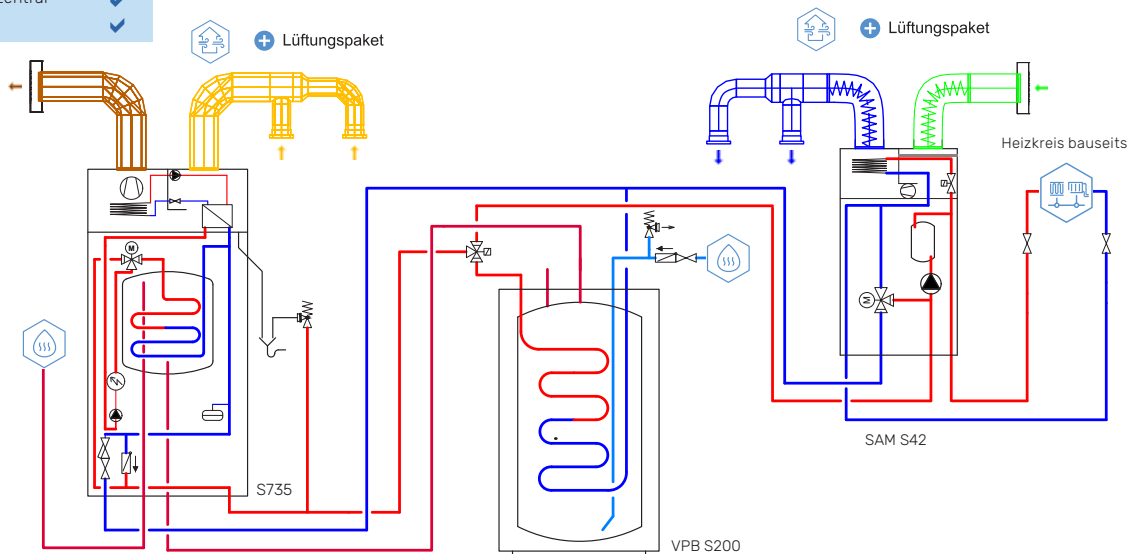 Lüftungspaket
Lüftungspaket
Heizkreis bauseits
M
M
SAM S42
S735
VPB S200